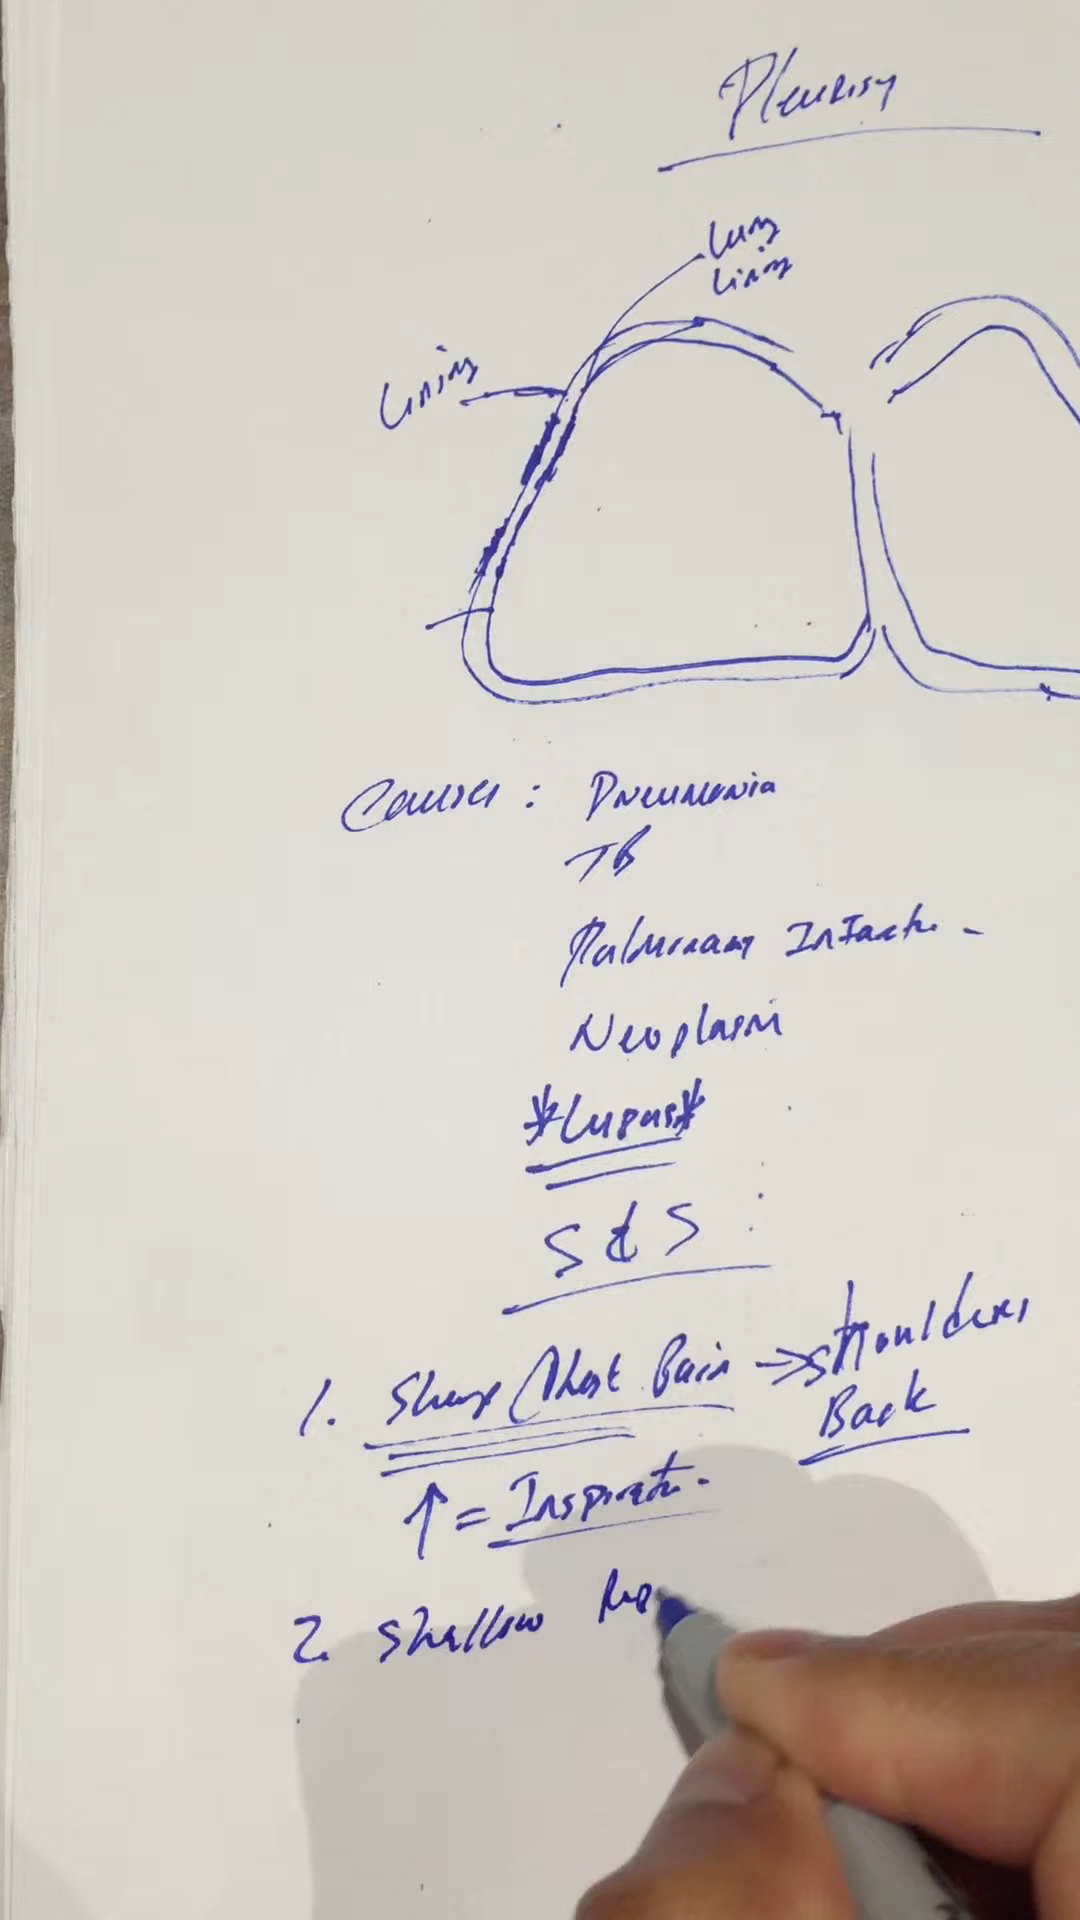 Pleurisy
Lung
Lining
Lining
Causes: Pneumonia
TB
Pulmonary Infarct. -
Neoplasm
*Lupus*
S & S :
1. Sharp Chest Pain → Shoulders
Back
↑ = Inspirat.
2. Shallow